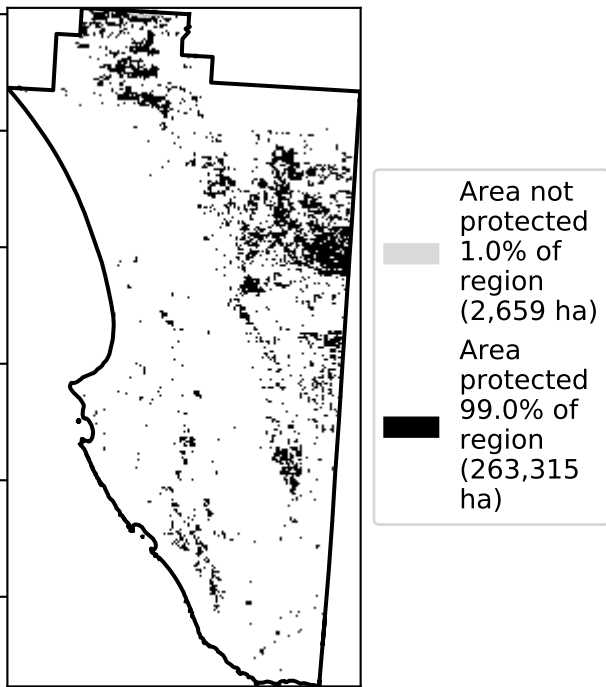 Area not
protected
1.0% of
region
(2,659 ha)
Area
protected
99.0% of
region
(263,315
ha)